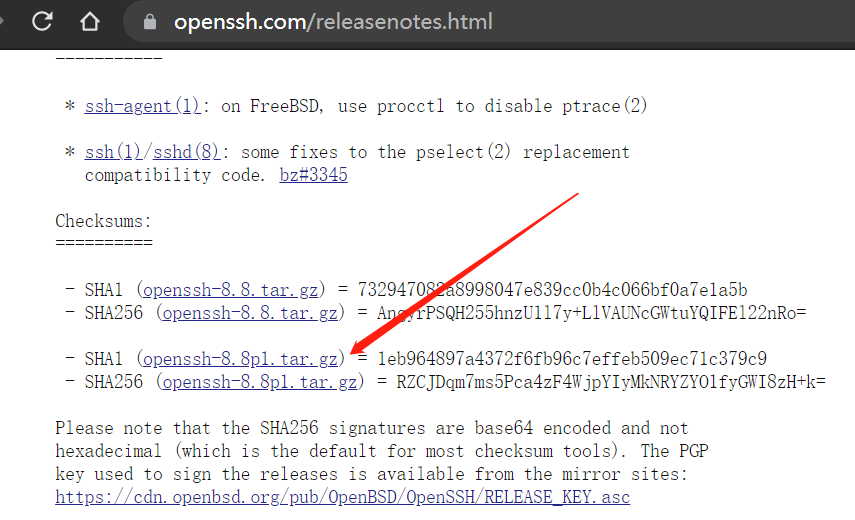 openssh.com/releasenotes.html
-----------
* ssh-agent(1): on FreeBSD, use procctl to disable ptrace(2)
* ssh(1)/sshd(8): some fixes to the pselect(2) replacement
compatibility code. bz#3345
Checksums:
==========
- SHA1 (openssh-8.8.tar.gz) = 732947082a8998047e839cc0b4c066bf0a7e1a5b
- SHA256 (openssh-8.8.tar.gz) =
- SHA1 (openssh-8.8p1.tar.gz) = 1eb964897a4372f6fb96c7effeb509ec71c379c9
- SHA256 (openssh-8.8p1.tar.gz) = RZCJDqm7ms5Pca4zF4WjpYIyMkNRYZYO1fyGWI8zH+k=
Please note that the SHA256 signatures are base64 encoded and not
hexadecimal (which is the default for most checksum tools). The PGP
key used to sign the releases is available from the mirror sites:
https://cdn.openbsd.org/pub/OpenBSD/OpenSSH/RELEASE_KEY.asc